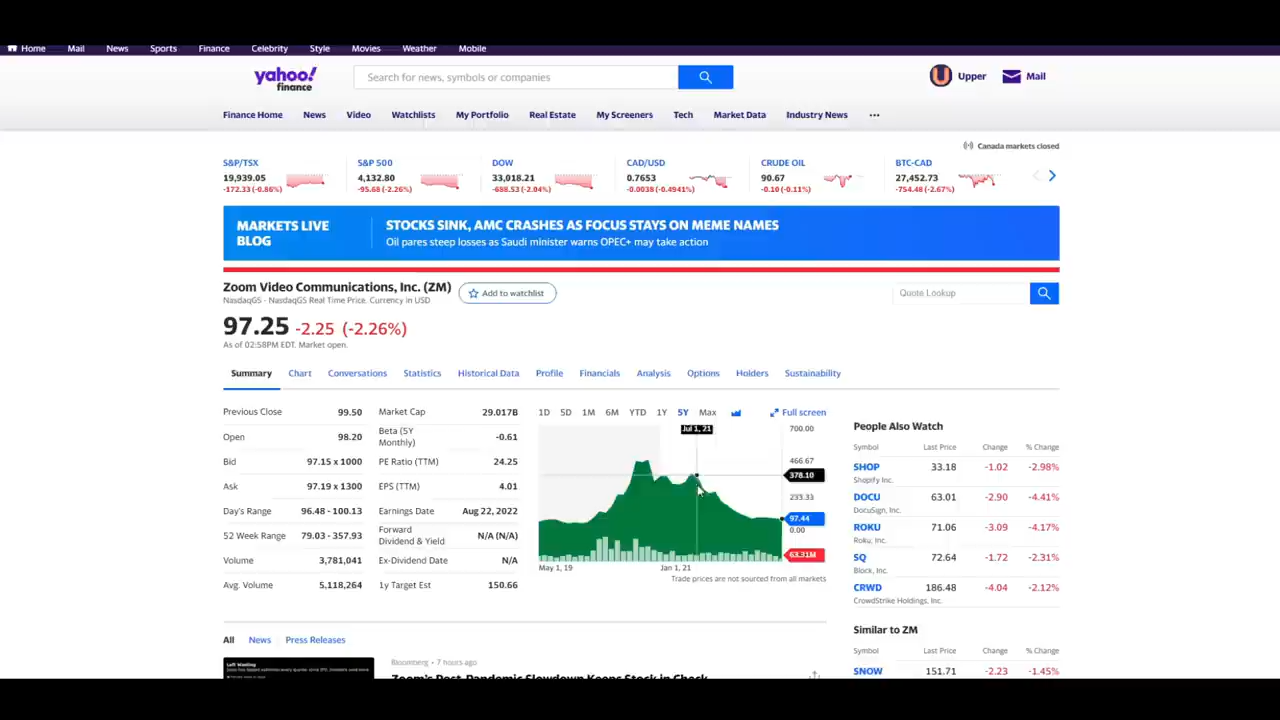 Home Mail News Sports Finance Celebrity Style Movies Weather Mobile
yahoo!
finance
Search for news, symbols or companies
Upper Mail
Finance Home News Video Watchlists My Portfolio Real Estate My Screeners Tech Market Data Industry News ...
Canada markets closed
S&P/TSX S&P 500 DOW CAD/USD CRUDE OIL BTC-CAD
19,939.05 4,132.80 33,018.21 0.7653 90.67 27,452.73
-172.33 (-0.86%) -95.68 (-2.26%) -688.53 (-2.04%) -0.0038 (-0.4941%) -0.10 (-0.11%) -754.48 (-2.67%)
MARKETS LIVE
BLOG
STOCKS SINK, AMC CRASHES AS FOCUS STAYS ON MEME NAMES
Oil pares steep losses as Saudi minister warns OPEC+ may take action
Zoom Video Communications, Inc. (ZM) Add to watchlist
NasdaqGS - NasdaqGS Real Time Price. Currency in USD
Quote Lookup
97.25 -2.25 (-2.26%)
As of 02:58PM EDT. Market open.
Summary Chart Conversations Statistics Historical Data Profile Financials Analysis Options Holders Sustainability
Previous Close 99.50
Open 98.20
Bid 97.15 x 1000
Ask 97.19 x 1300
Day's Range 96.48 - 100.13
52 Week Range 79.03 - 357.93
Volume 3,781,041
Avg. Volume 5,118,264
Market Cap 29.017B
Beta (5Y
Monthly) -0.61
PE Ratio (TTM) 24.25
EPS (TTM) 4.01
Earnings Date Aug 22, 2022
Forward
Dividend & Yield N/A (N/A)
Ex-Dividend Date N/A
1y Target Est 150.66
1D 5D 1M 6M YTD 1Y 5Y Max Full screen
Jul 1, 21
700.00
466.67
378.10
233.33
97.44
0.00
63.31M
May 1, 19 Jan 1, 21
Trade prices are not sourced from all markets
People Also Watch
Symbol Last Price Change % Change
SHOP 33.18 -1.02 -2.98%
Shopify Inc.
DOCU 63.01 -2.90 -4.41%
DocuSign, Inc.
ROKU 71.06 -3.09 -4.17%
Roku, Inc.
SQ 72.64 -1.72 -2.31%
Block, Inc.
CRWD 186.48 -4.04 -2.12%
CrowdStrike Holdings, Inc.
Similar to ZM
Symbol Last Price Change % Change
SNOW 151.71 -2.23 -1.45%
All News Press Releases
Left Wanting
Bloomberg • 7 hours ago
Zoom's Post-Pandemic Slowdown Keeps Stock in Check